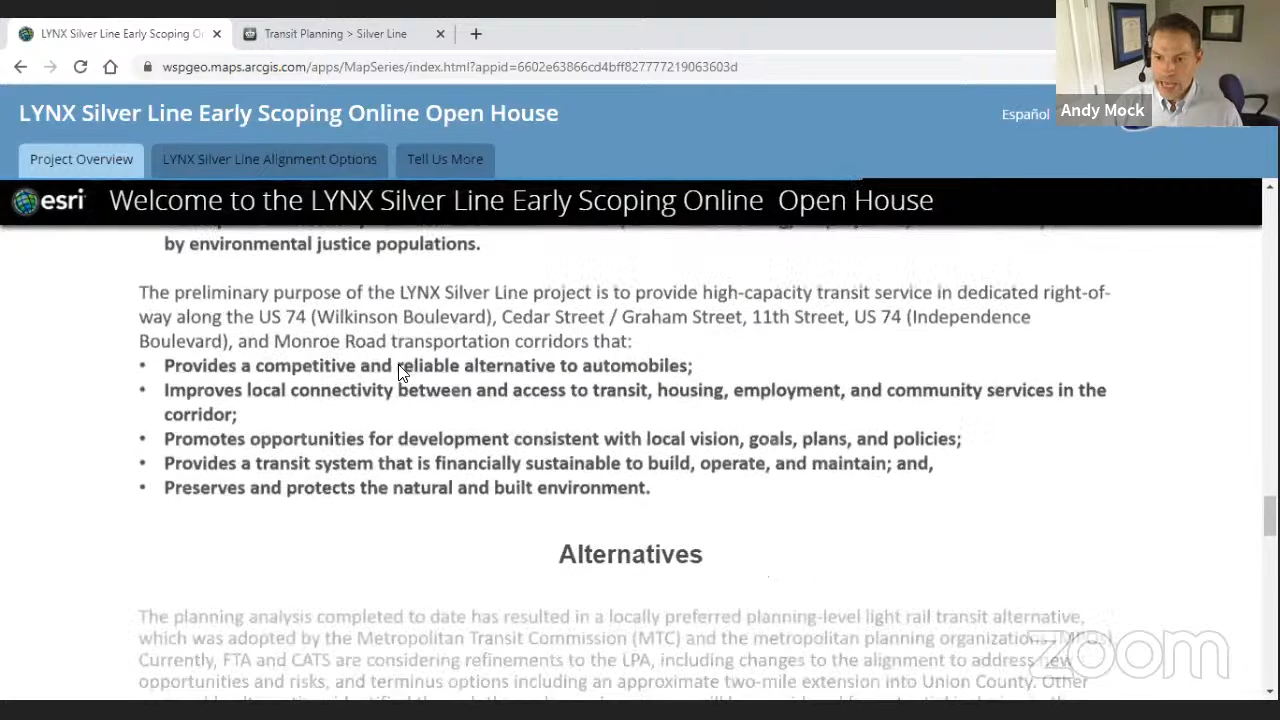 LYNX Silver Line Early Scoping O
Transit Planning > Silver Line
wspgeo.maps.arcgis.com/apps/MapSeries/index.html?appid=6602e63866cd4bff827777219063603d
Andy Mock
LYNX Silver Line Early Scoping Online Open House
Español
Project Overview
LYNX Silver Line Alignment Options
Tell Us More
esri
Welcome to the LYNX Silver Line Early Scoping Online Open House
by environmental justice populations.
The preliminary purpose of the LYNX Silver Line project is to provide high-capacity transit service in dedicated right-of-
way along the US 74 (Wilkinson Boulevard), Cedar Street / Graham Street, 11th Street, US 74 (Independence
Boulevard), and Monroe Road transportation corridors that:
• Provides a competitive and reliable alternative to automobiles;
• Improves local connectivity between and access to transit, housing, employment, and community services in the
corridor;
• Promotes opportunities for development consistent with local vision, goals, plans, and policies;
• Provides a transit system that is financially sustainable to build, operate, and maintain; and,
• Preserves and protects the natural and built environment.
Alternatives
The planning analysis completed to date has resulted in a locally preferred planning-level light rail transit alternative,
which was adopted by the Metropolitan Transit Commission (MTC) and the metropolitan planning organization
Currently, FTA and CATS are considering refinements to the LPA, including changes to the alignment to address new
opportunities and risks, and terminus options including an approximate two-mile extension into Union County. Other
zoom